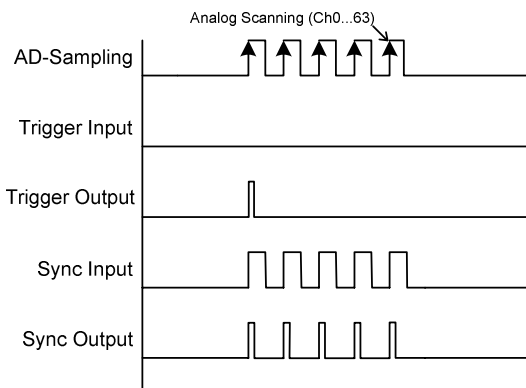 Analog Scanning (Ch0...63)
AD-Sampling
Trigger Input
Trigger Output
Sync Input
Sync Output